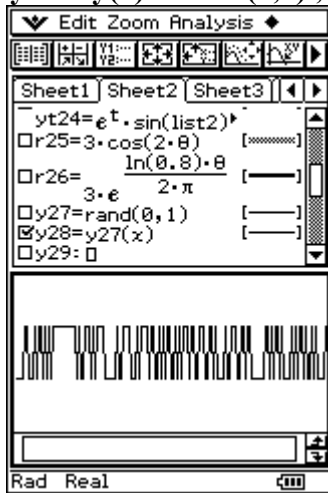 Edit Zoom Analysis ◆
Sheet1 Sheet2 Sheet3
yt24=e^t·sin(list2)
r25=3·cos(2·θ)
r26=3·e^(ln(0.8)·θ/(2·π))
y27=rand(0,1)
y28=y27(x)
y29:
Rad Real